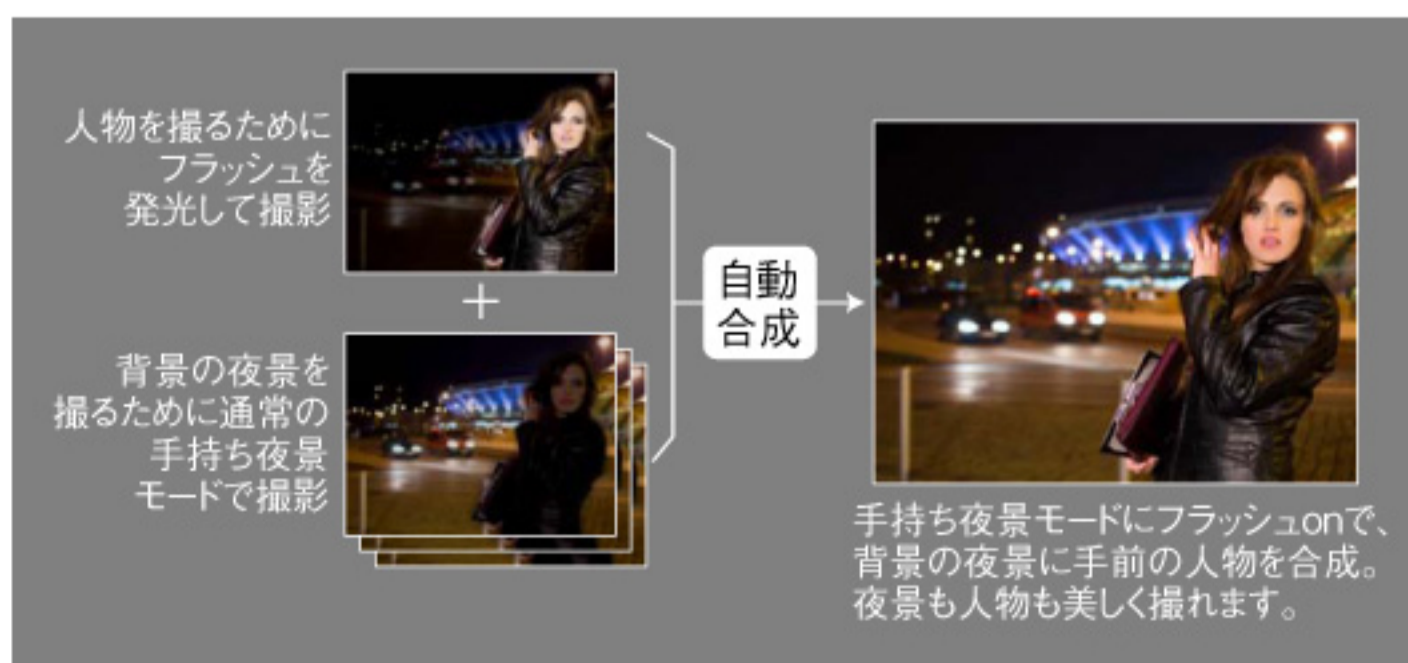 人物を撮るために
フラッシュを
発光して撮影
+
背景の夜景を
撮るために通常の
手持ち夜景
モードで撮影
自動
合成
手持ち夜景モードにフラッシュonで、
背景の夜景に手前の人物を合成。
夜景も人物も美しく撮れます。